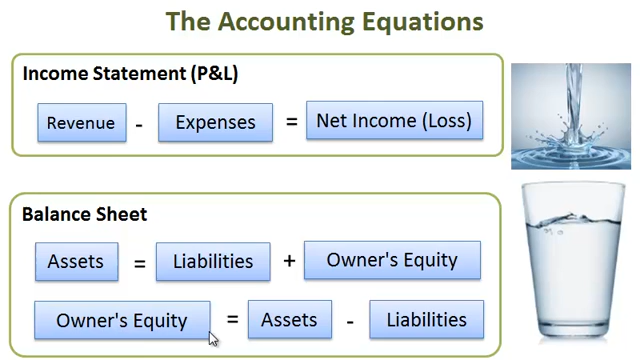 The Accounting Equations
Income Statement (P&L)
Revenue - Expenses = Net Income (Loss)
Balance Sheet
Assets = Liabilities + Owner's Equity
Owner's Equity = Assets - Liabilities